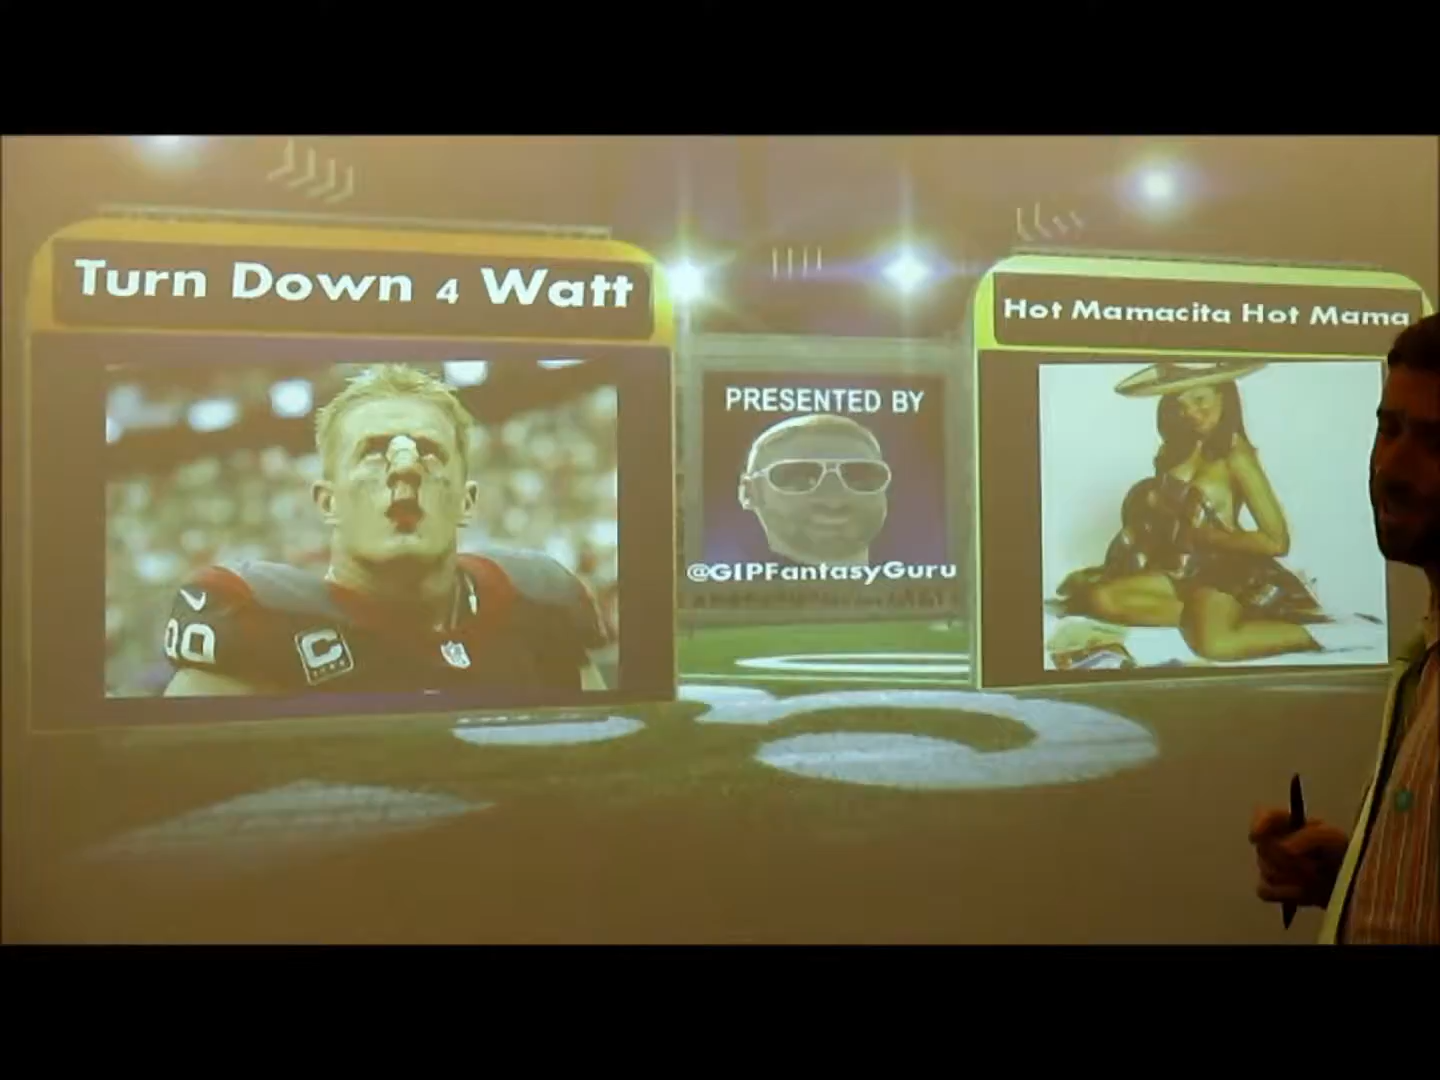 Turn Down 4 Watt
Hot Mamacita Hot Mama
PRESENTED BY
@GIPFantasyGuru
C